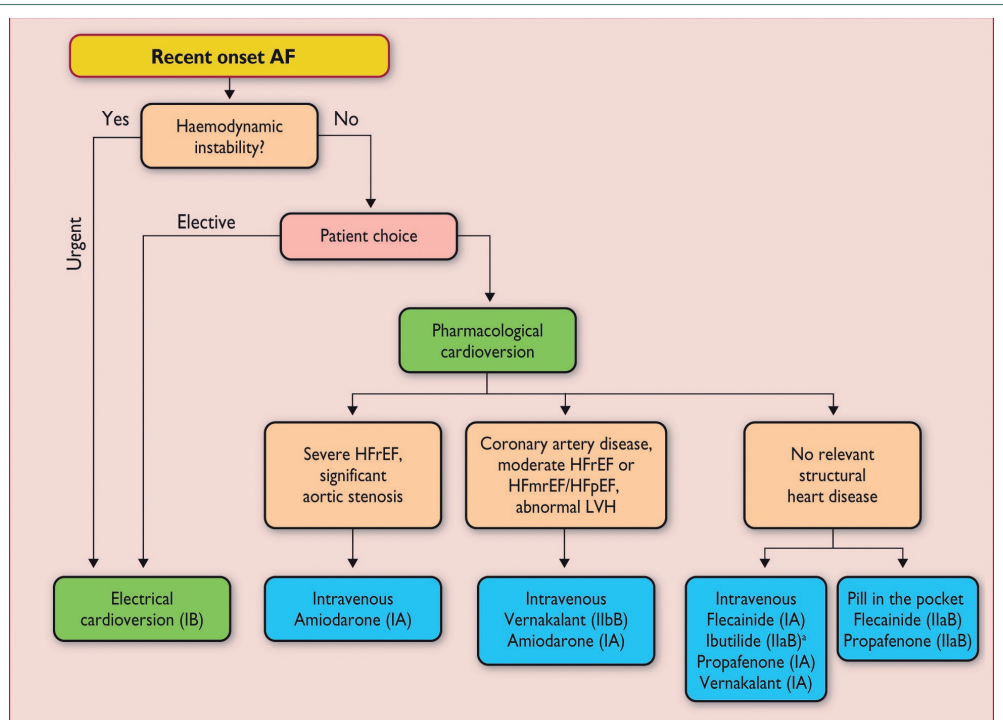 Recent onset AF
Yes
Haemodynamic
instability?
No
Urgent
Elective
Patient choice
Pharmacological
cardioversion
Severe HFrEF,
significant
aortic stenosis
Coronary artery disease,
moderate HFrEF or
HFmrEF/HFpEF,
abnormal LVH
No relevant
structural
heart disease
Electrical
cardioversion (IB)
Intravenous
Amiodarone (IA)
Intravenous
Vernakalant (IIbB)
Amiodarone (IA)
Intravenous
Flecainide (IA)
Ibutilide (IIaB)ᵃ
Propafenone (IA)
Vernakalant (IA)
Pill in the pocket
Flecainide (IIaB)
Propafenone (IIaB)